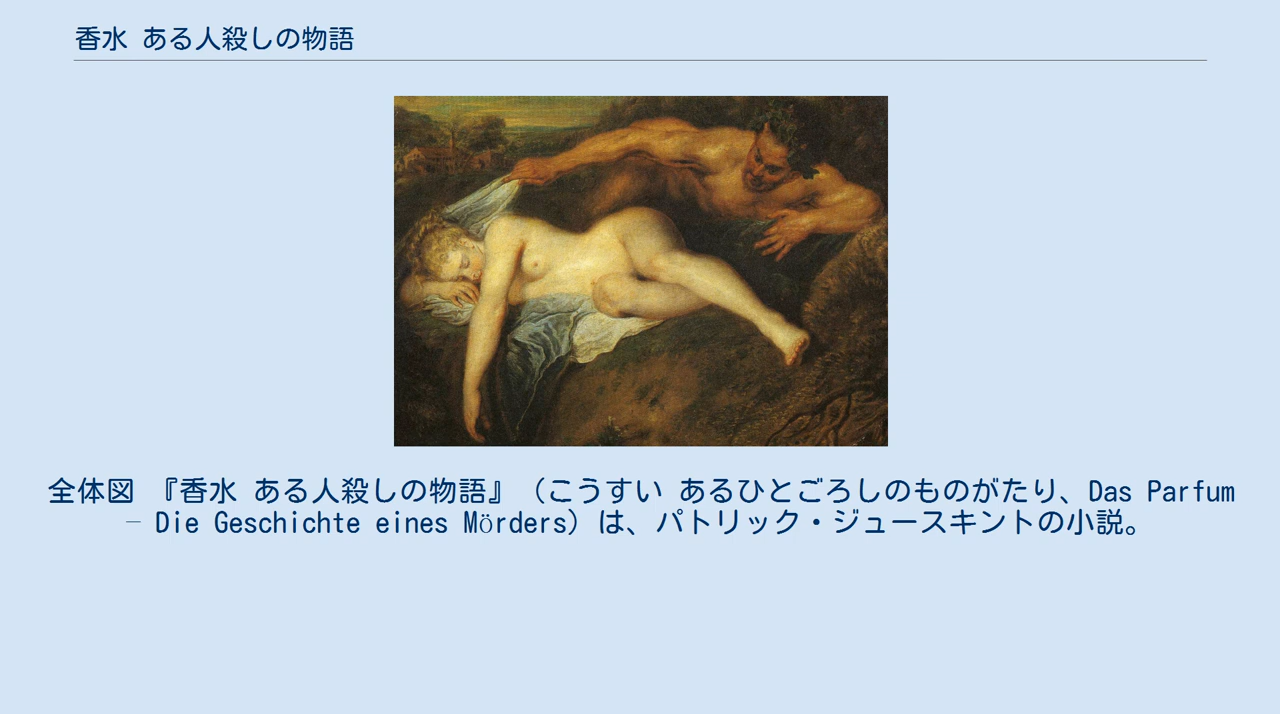 香水 ある人殺しの物語
全体図 『香水 ある人殺しの物語』（こうすい あるひとごろしのものがたり、Das Parfum
– Die Geschichte eines Mörders）は、パトリック・ジュースキントの小説。